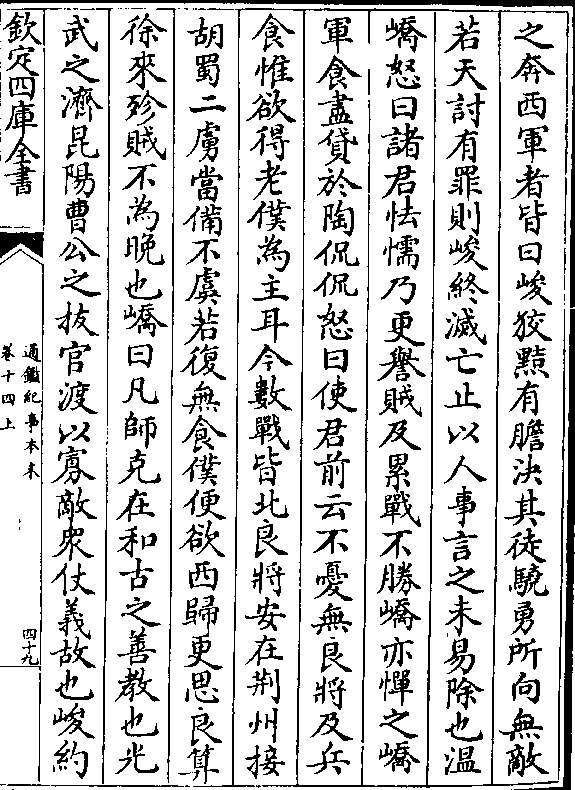 之奔西軍者皆曰峻狡黠有膽決其徒驍勇所向無敵
若天討有罪則峻終滅亡止以人事言之未易除也溫
嶠怒曰諸君怯懦乃更譽賊及累戰不勝嶠亦憚之嶠
軍食盡貸於陶侃侃怒曰使君前云不憂無良將及兵
食惟欲得老僕為主耳今數戰皆北良將安在荆州接
胡蜀二虜當備不虞若復無食僕便欲西歸更思良算
徐來殄賊不為晚也嶠曰凡師克在和古之善教也光
武之濟昆陽曹公之拔官渡以寡敵衆仗義故也峻約
欽定四庫全書
通鑑紀事本末
卷十四上
四十九